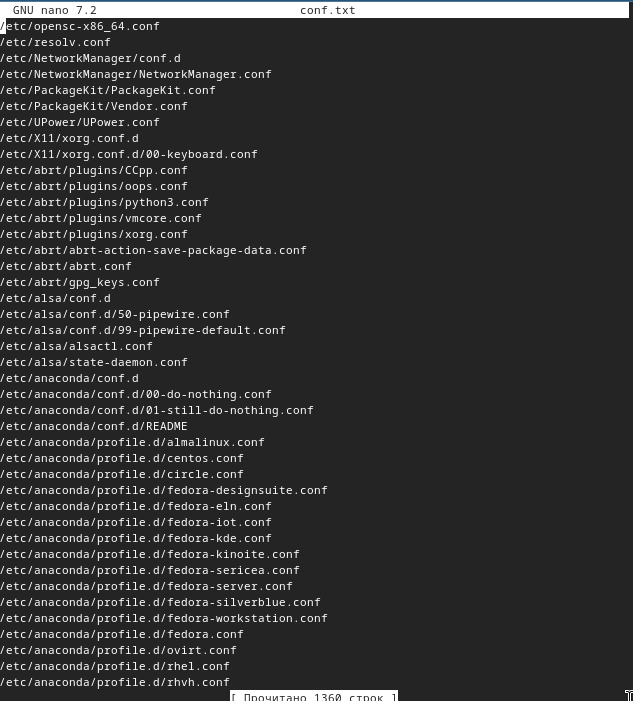 GNU nano 7.2 conf.txt
/etc/opensc-x86_64.conf
/etc/resolv.conf
/etc/NetworkManager/conf.d
/etc/NetworkManager/NetworkManager.conf
/etc/PackageKit/PackageKit.conf
/etc/PackageKit/Vendor.conf
/etc/UPower/UPower.conf
/etc/X11/xorg.conf.d
/etc/X11/xorg.conf.d/00-keyboard.conf
/etc/abrt/plugins/CCpp.conf
/etc/abrt/plugins/oops.conf
/etc/abrt/plugins/python3.conf
/etc/abrt/plugins/vmcore.conf
/etc/abrt/plugins/xorg.conf
/etc/abrt/abrt-action-save-package-data.conf
/etc/abrt/abrt.conf
/etc/abrt/gpg_keys.conf
/etc/alsa/conf.d
/etc/alsa/conf.d/50-pipewire.conf
/etc/alsa/conf.d/99-pipewire-default.conf
/etc/alsa/alsactl.conf
/etc/alsa/state-daemon.conf
/etc/anaconda/conf.d
/etc/anaconda/conf.d/00-do-nothing.conf
/etc/anaconda/conf.d/01-still-do-nothing.conf
/etc/anaconda/conf.d/README
/etc/anaconda/profile.d/almalinux.conf
/etc/anaconda/profile.d/centos.conf
/etc/anaconda/profile.d/circle.conf
/etc/anaconda/profile.d/fedora-designsuite.conf
/etc/anaconda/profile.d/fedora-eln.conf
/etc/anaconda/profile.d/fedora-iot.conf
/etc/anaconda/profile.d/fedora-kde.conf
/etc/anaconda/profile.d/fedora-kinoite.conf
/etc/anaconda/profile.d/fedora-sericea.conf
/etc/anaconda/profile.d/fedora-server.conf
/etc/anaconda/profile.d/fedora-silverblue.conf
/etc/anaconda/profile.d/fedora-workstation.conf
/etc/anaconda/profile.d/fedora.conf
/etc/anaconda/profile.d/ovirt.conf
/etc/anaconda/profile.d/rhel.conf
/etc/anaconda/profile.d/rhvh.conf
[ Прочитано 1360 строк ]